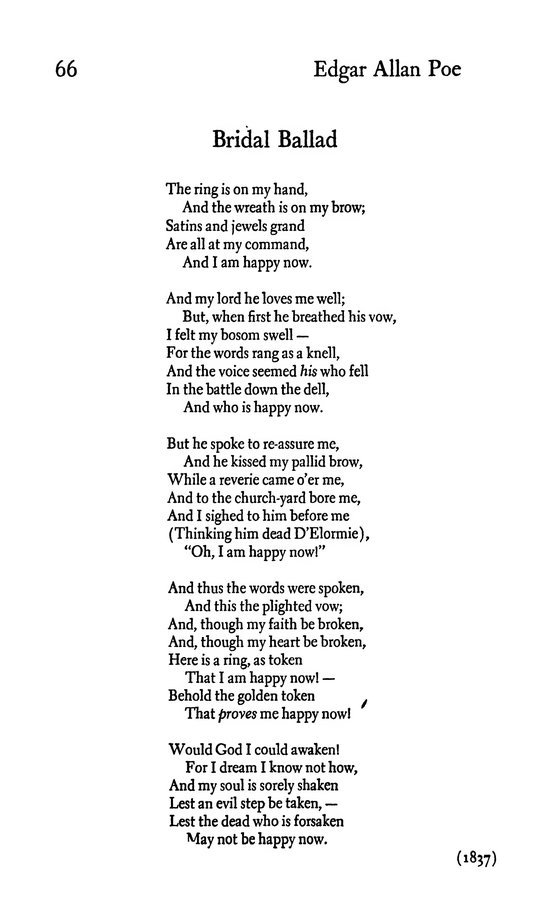 66 Edgar Allan Poe
Bridal Ballad
The ring is on my hand,
And the wreath is on my brow;
Satins and jewels grand
Are all at my command,
And I am happy now.
And my lord he loves me well;
But, when first he breathed his vow,
I felt my bosom swell —
For the words rang as a knell,
And the voice seemed his who fell
In the battle down the dell,
And who is happy now.
But he spoke to re-assure me,
And he kissed my pallid brow,
While a reverie came o'er me,
And to the church-yard bore me,
And I sighed to him before me
(Thinking him dead D'Elormie),
“Oh, I am happy now!”
And thus the words were spoken,
And this the plighted vow;
And, though my faith be broken,
And, though my heart be broken,
Here is a ring, as token
That I am happy now! —
Behold the golden token
That proves me happy now!
Would God I could awaken!
For I dream I know not how,
And my soul is sorely shaken
Lest an evil step be taken, —
Lest the dead who is forsaken
May not be happy now.
(1837)